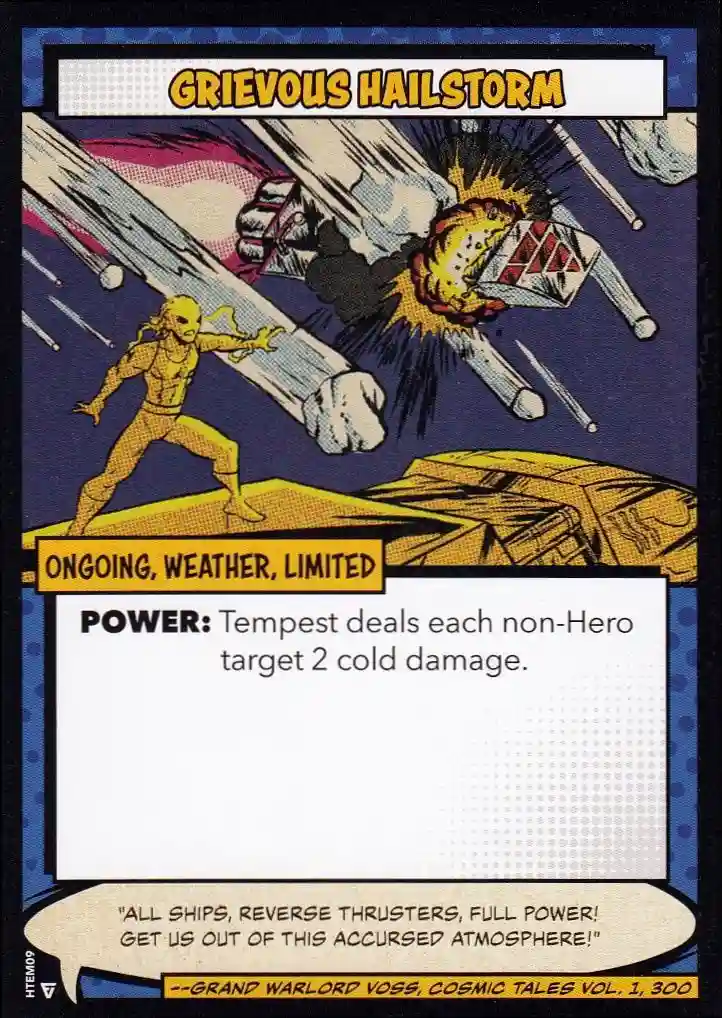 GRIEVOUS HAILSTORM
ONGOING, WEATHER, LIMITED
POWER: Tempest deals each non-Hero
target 2 cold damage.
"ALL SHIPS, REVERSE THRUSTERS, FULL POWER!
GET US OUT OF THIS ACCURSED ATMOSPHERE!"
--GRAND WARLORD VOSS, COSMIC TALES VOL. 1, 300
HTEM09